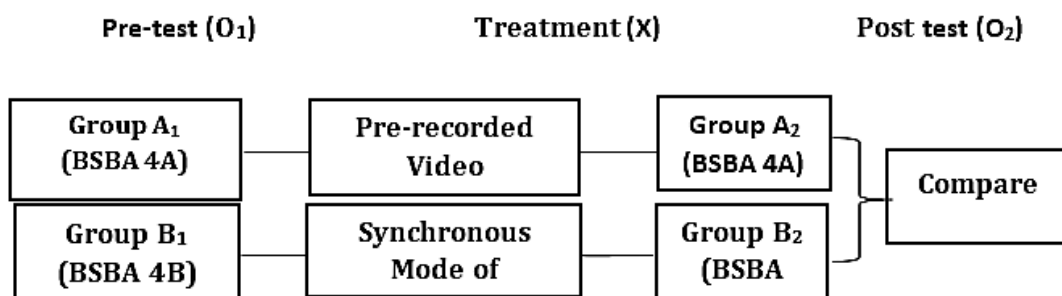 Pre-test (O₁) Treatment (X) Post test (O₂)
Group A₁
(BSBA 4A)
Pre-recorded
Video
Group A₂
(BSBA 4A)
Compare
Group B₁
(BSBA 4B)
Synchronous
Mode of
Group B₂
(BSBA